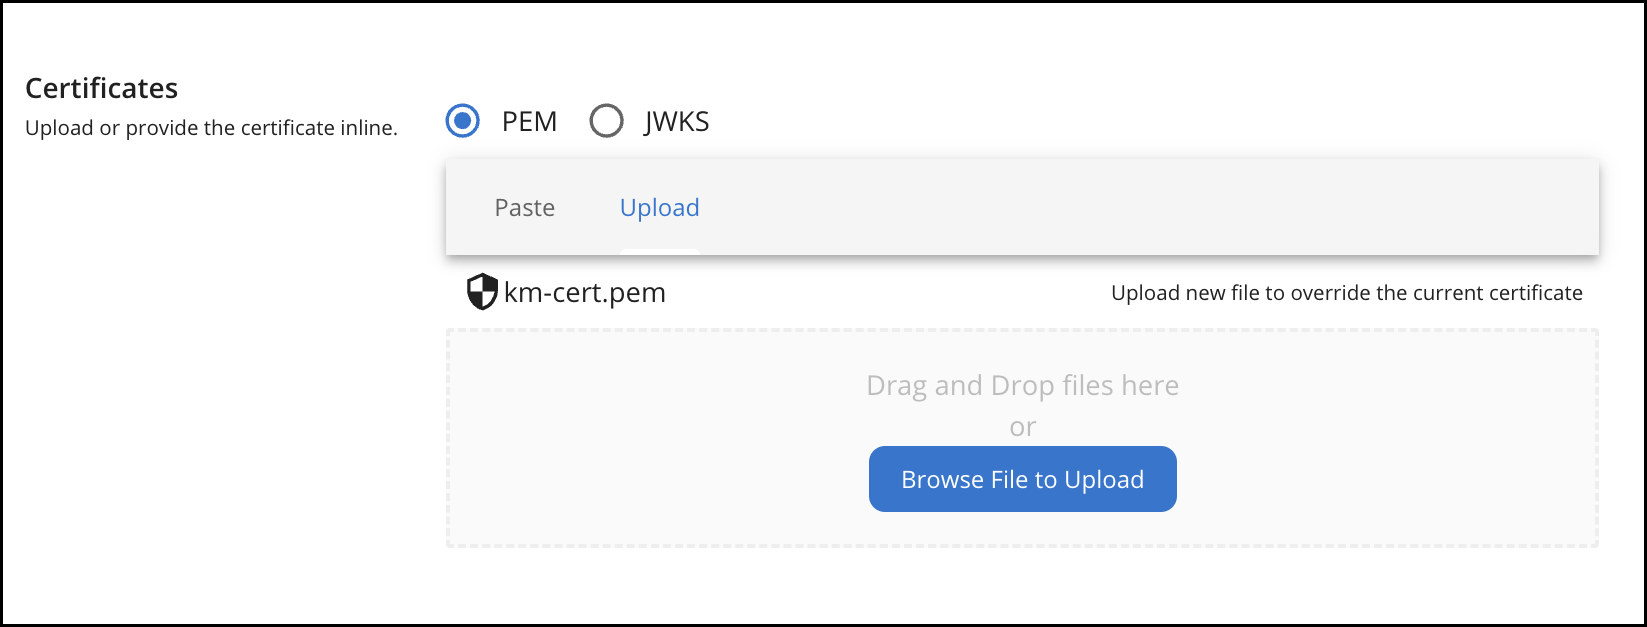 Certificates
Upload or provide the certificate inline.
PEM
JWKS
Paste
Upload
km-cert.pem
Upload new file to override the current certificate
Drag and Drop files here
or
Browse File to Upload